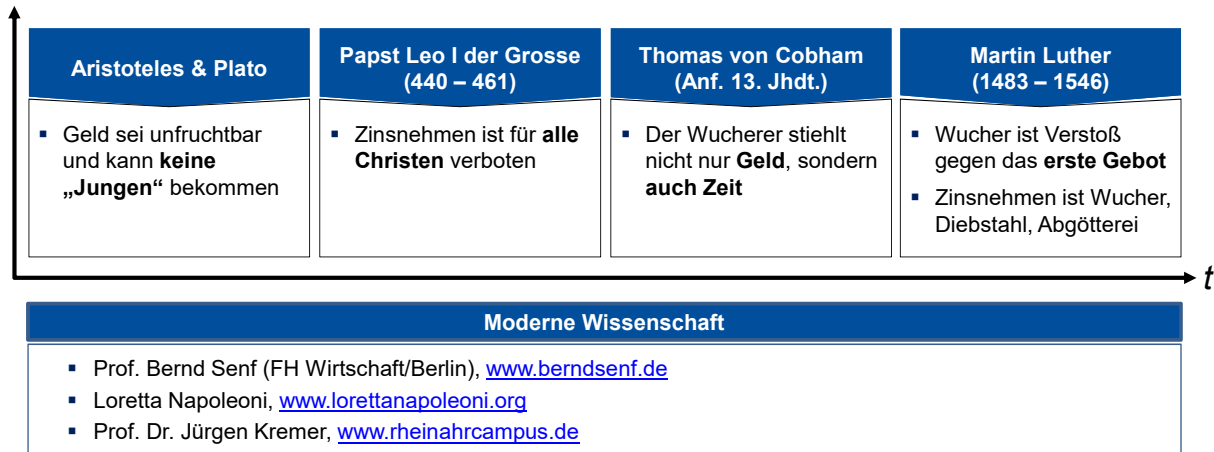 Aristoteles & Plato
▪ Geld sei unfruchtbar
und kann keine
„Jungen“ bekommen
Papst Leo I der Grosse
(440 – 461)
▪ Zinsnehmen ist für alle
Christen verboten
Thomas von Cobham
(Anf. 13. Jhdt.)
▪ Der Wucherer stiehlt
nicht nur Geld, sondern
auch Zeit
Martin Luther
(1483 – 1546)
▪ Wucher ist Verstoß
gegen das erste Gebot
▪ Zinsnehmen ist Wucher,
Diebstahl, Abgötterei
t
Moderne Wissenschaft
▪ Prof. Bernd Senf (FH Wirtschaft/Berlin), www.berndsenf.de
▪ Loretta Napoleoni, www.lorettanapoleoni.org
▪ Prof. Dr. Jürgen Kremer, www.rheinahrcampus.de